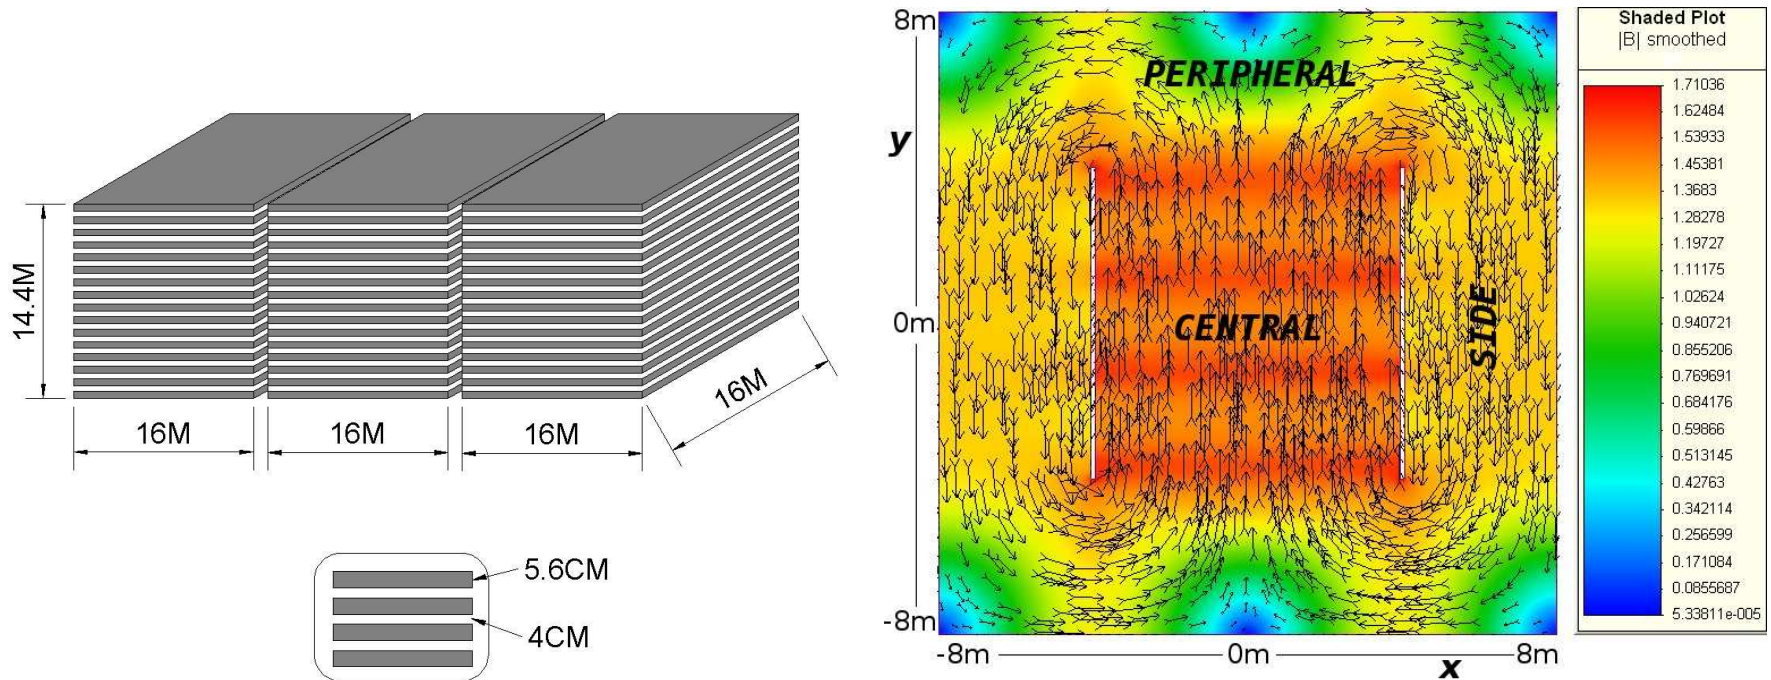 14.4M
16M
16M
16M
16M
5.6CM
4CM
8m
y
0m
-8m
-8m
0m
8m
x
PERIPHERAL
CENTRAL
SIDE
Shaded Plot
|B| smoothed
1.71036
1.62484
1.53933
1.45381
1.3683
1.28278
1.19727
1.11175
1.02624
0.940721
0.855206
0.769691
0.684176
0.59866
0.513145
0.42763
0.342114
0.256599
0.171084
0.0855687
5.33811e-005